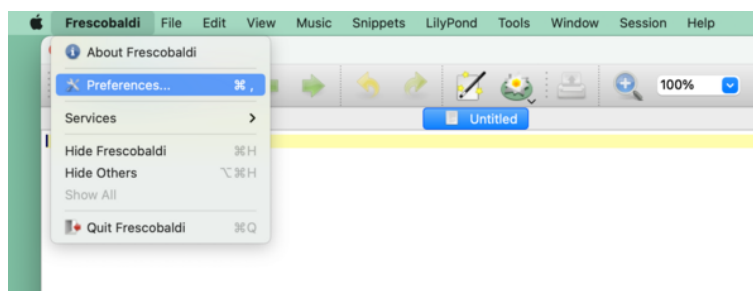 Frescobaldi File Edit View Music Snippets LilyPond Tools Window Session Help
About Frescobaldi
Preferences... ⌘ ,
100%
Services
Untitled
Hide Frescobaldi ⌘H
Hide Others ⌥⌘H
Show All
Quit Frescobaldi ⌘Q